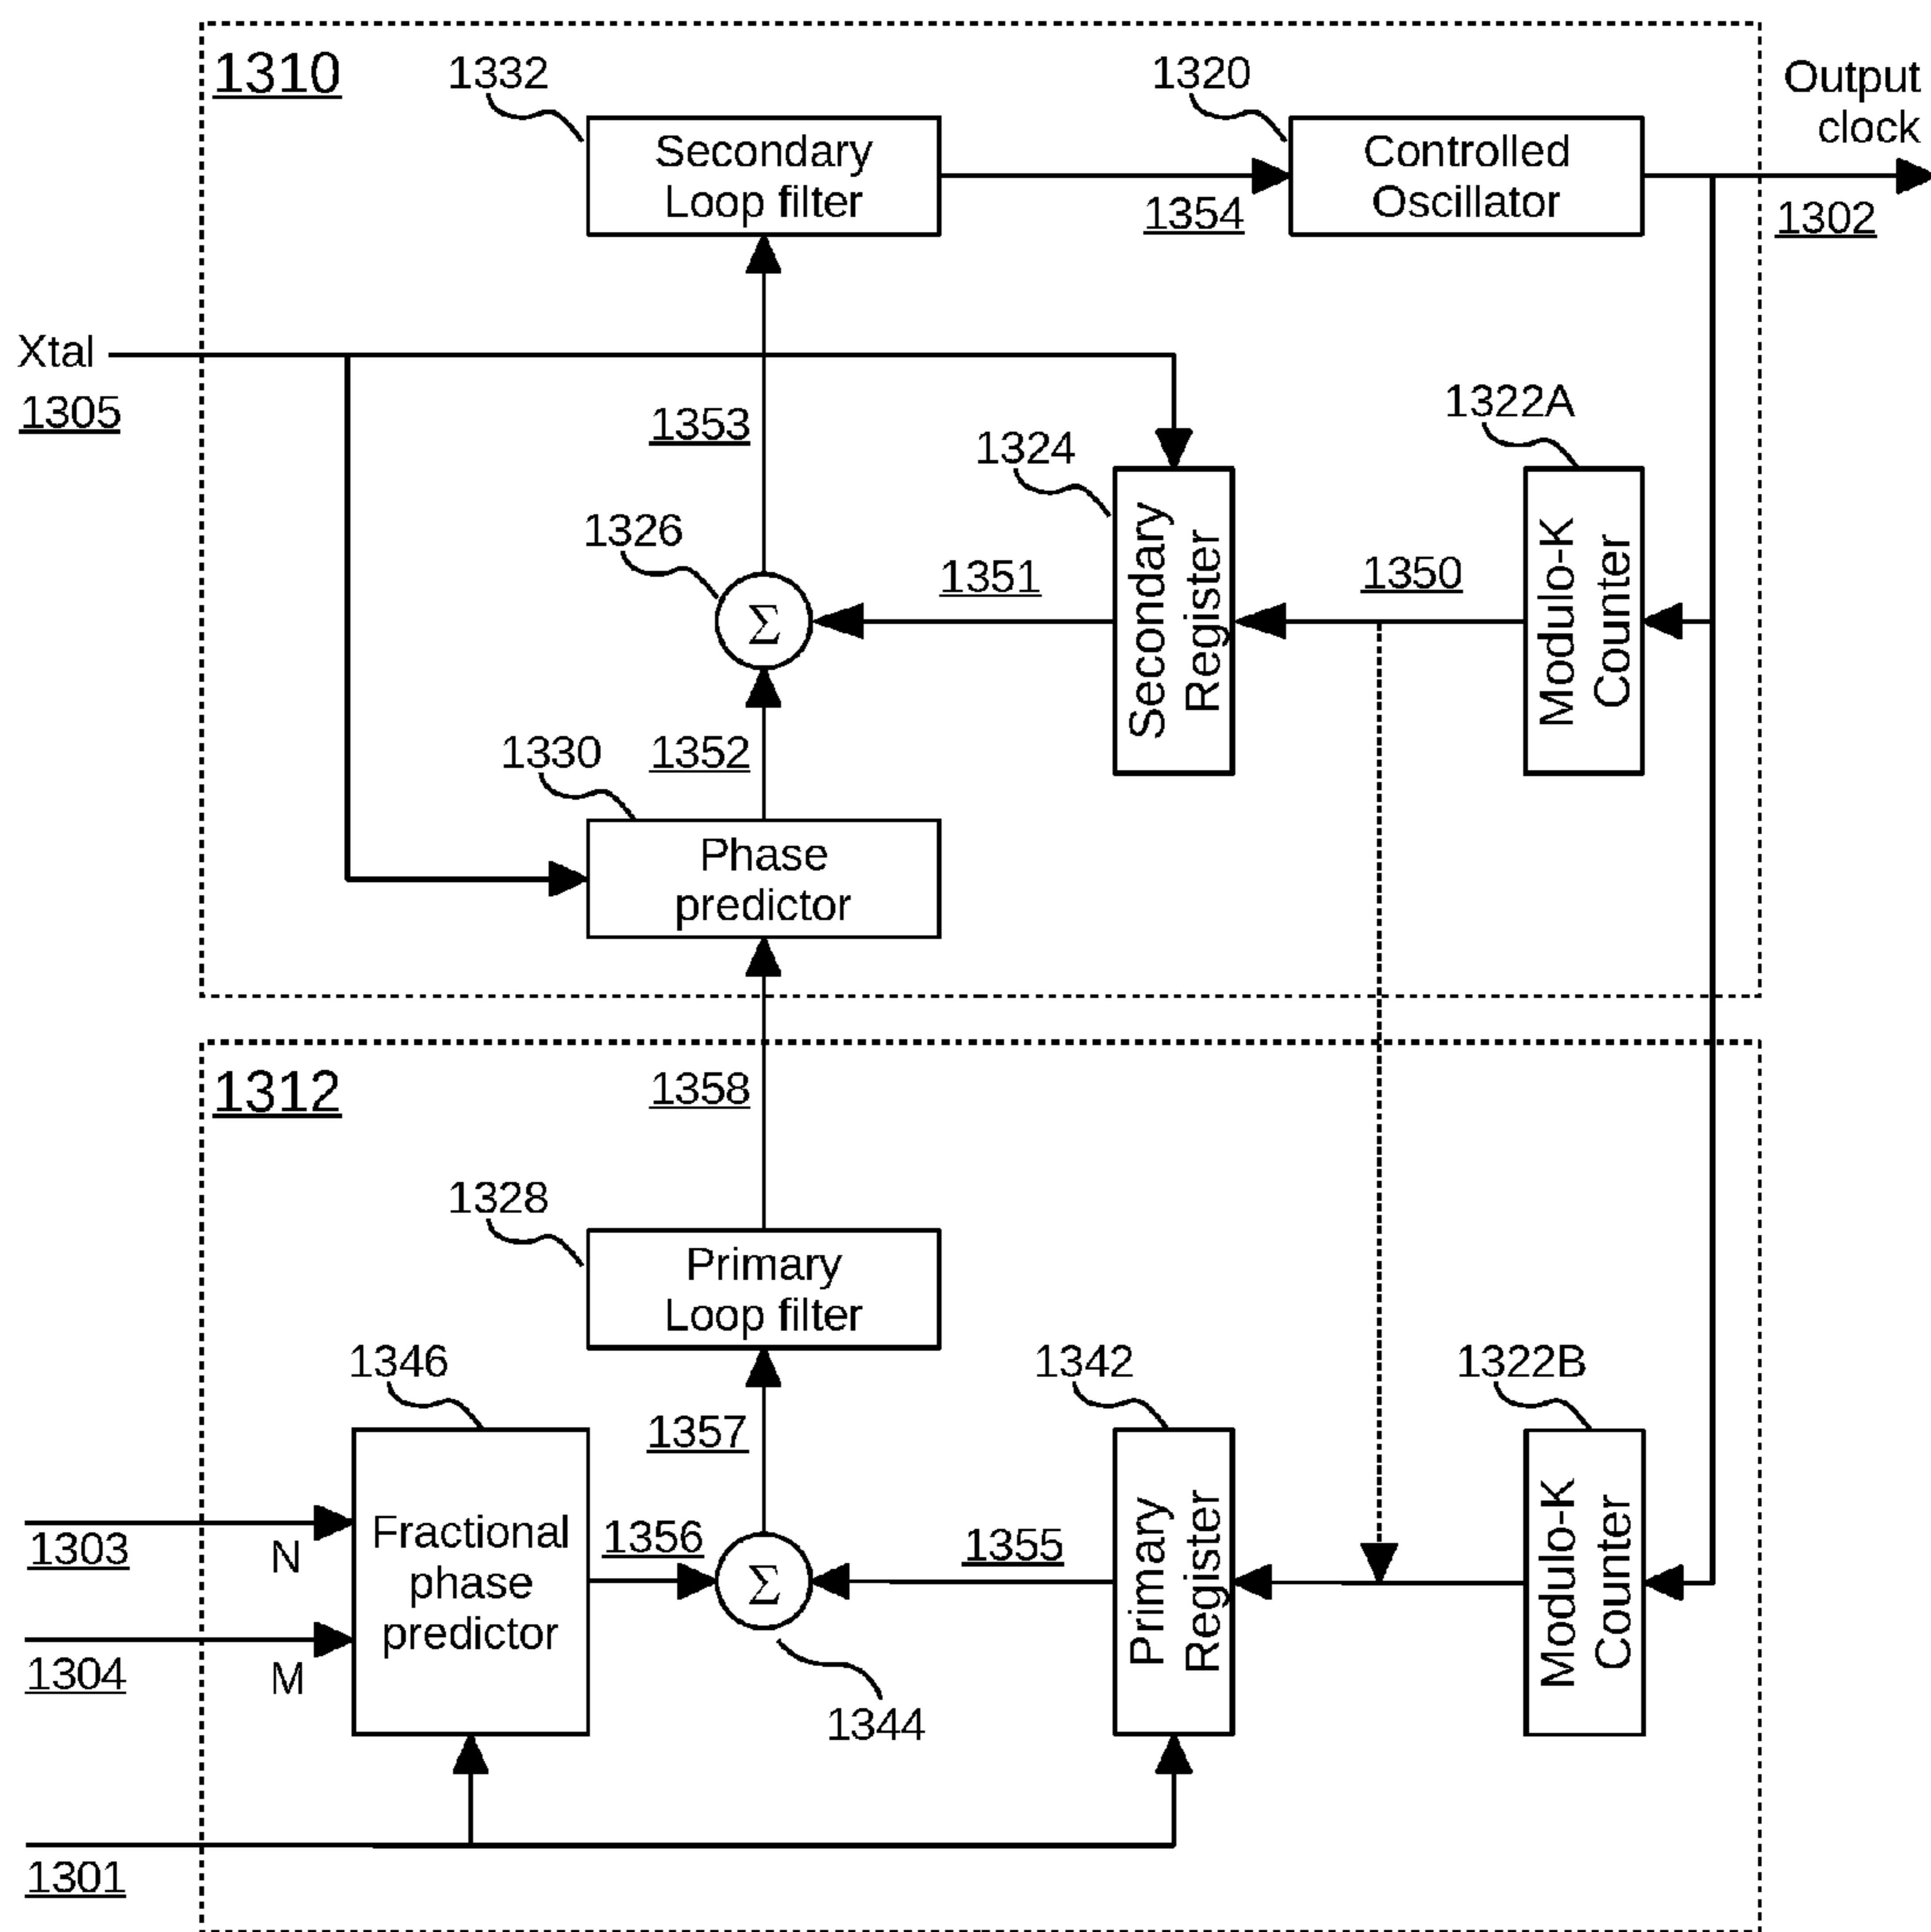 1310
1332
1320
Output
clock
Secondary
Loop filter
Controlled
Oscillator
1354
1302
Xtal
1305
1353
1324
1322A
1326
Secondary
Register
Modulo-K
Counter
1351
1350
Σ
1330
1352
Phase
predictor
1312
1358
1328
Primary
Loop filter
1346
1342
1322B
1357
Fractional
phase
predictor
1356
1355
Primary
Register
Modulo-K
Counter
1303
N
Σ
1304
M
1344
1301